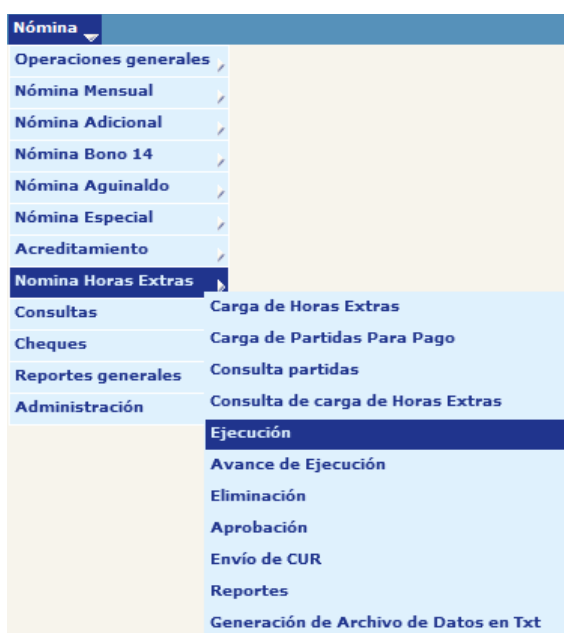 Nómina
Operaciones generales
Nómina Mensual
Nómina Adicional
Nómina Bono 14
Nómina Aguinaldo
Nómina Especial
Acreditamiento
Nomina Horas Extras
Consultas
Cheques
Reportes generales
Administración
Carga de Horas Extras
Carga de Partidas Para Pago
Consulta partidas
Consulta de carga de Horas Extras
Ejecución
Avance de Ejecución
Eliminación
Aprobación
Envío de CUR
Reportes
Generación de Archivo de Datos en Txt